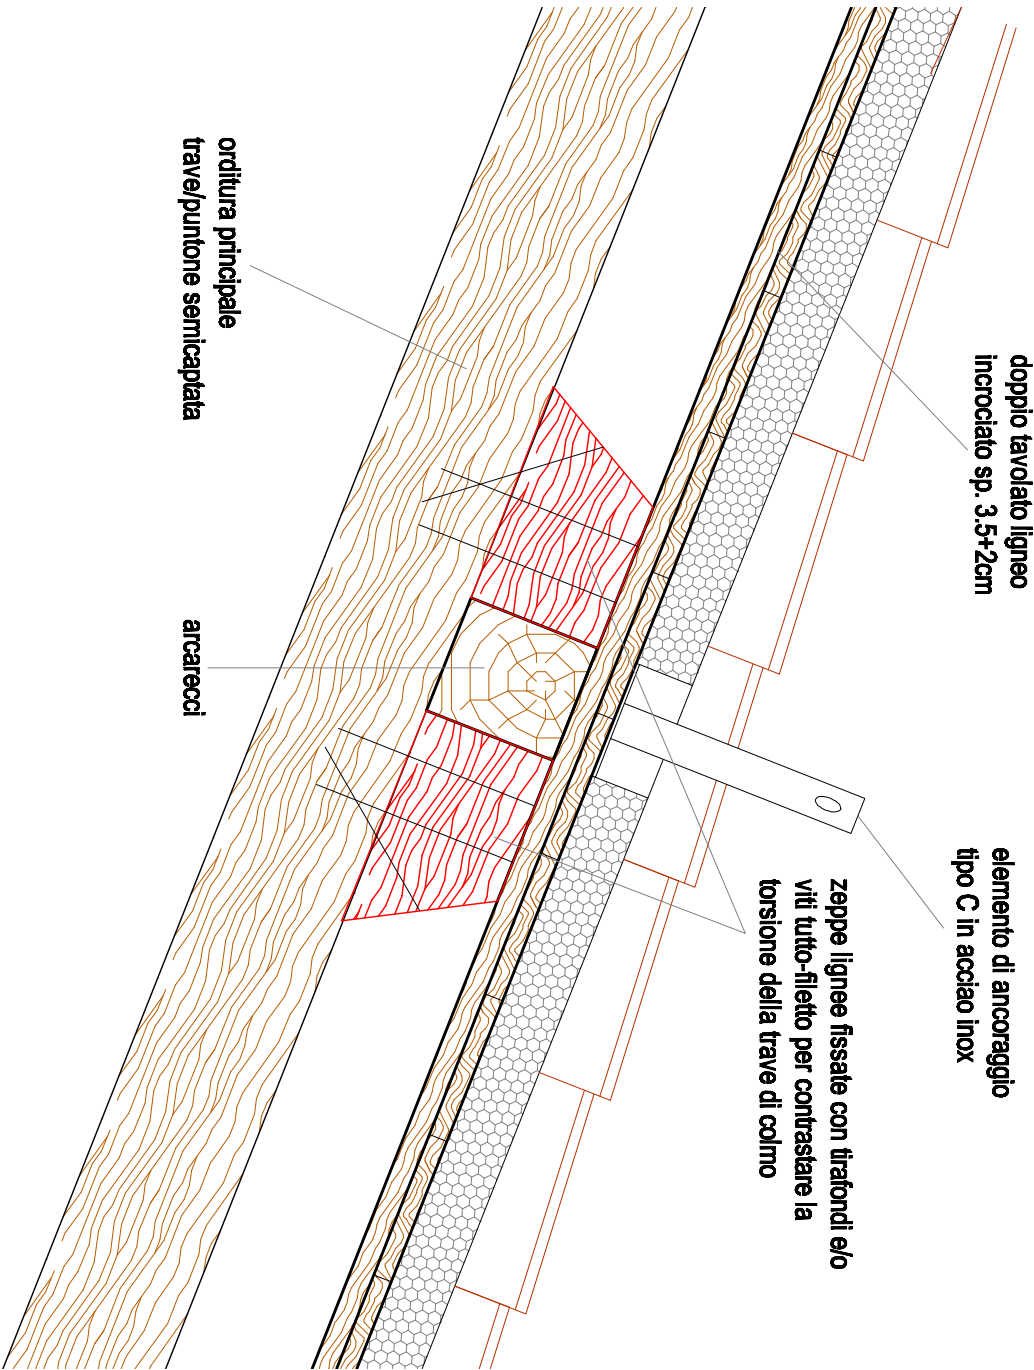 doppio tavolato ligneo
incrociato sp. 3.5+2cm
elemento di ancoraggio
tipo C in acciao inox
zeppe lignee fissate con tirafondi e/o
viti tutto-filetto per contrastare la
torsione della trave di colmo
orditura principale
trave/puntone semicaptata
arcarecci